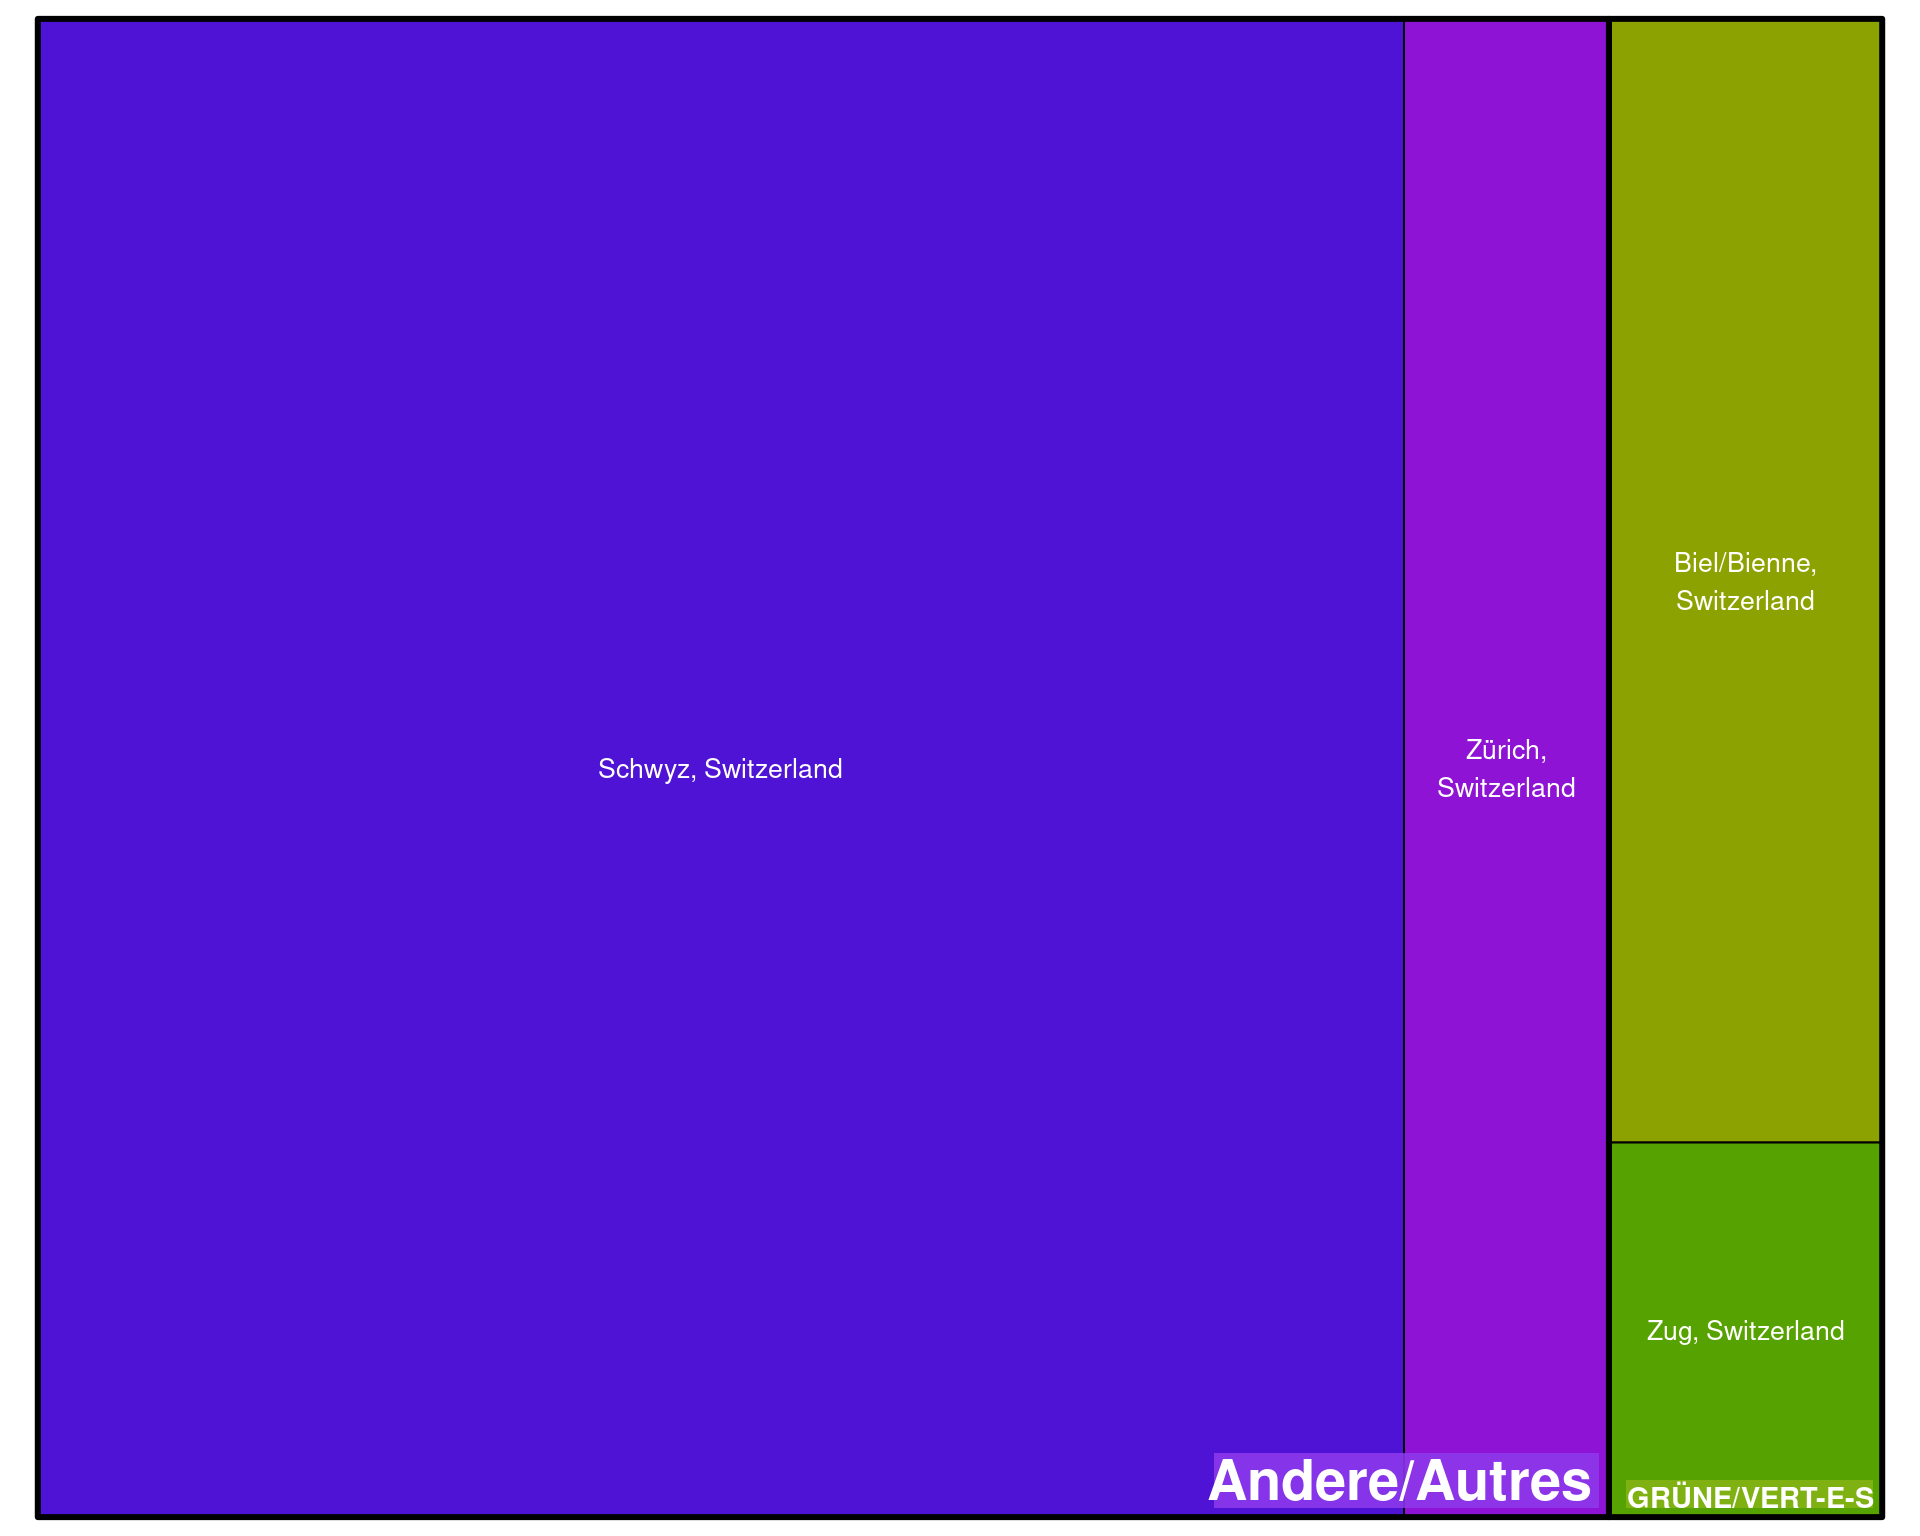 Schwyz, Switzerland
Zürich,
Switzerland
Biel/Bienne,
Switzerland
Zug, Switzerland
Andere/Autres
GRÜNE/VERT-E-S